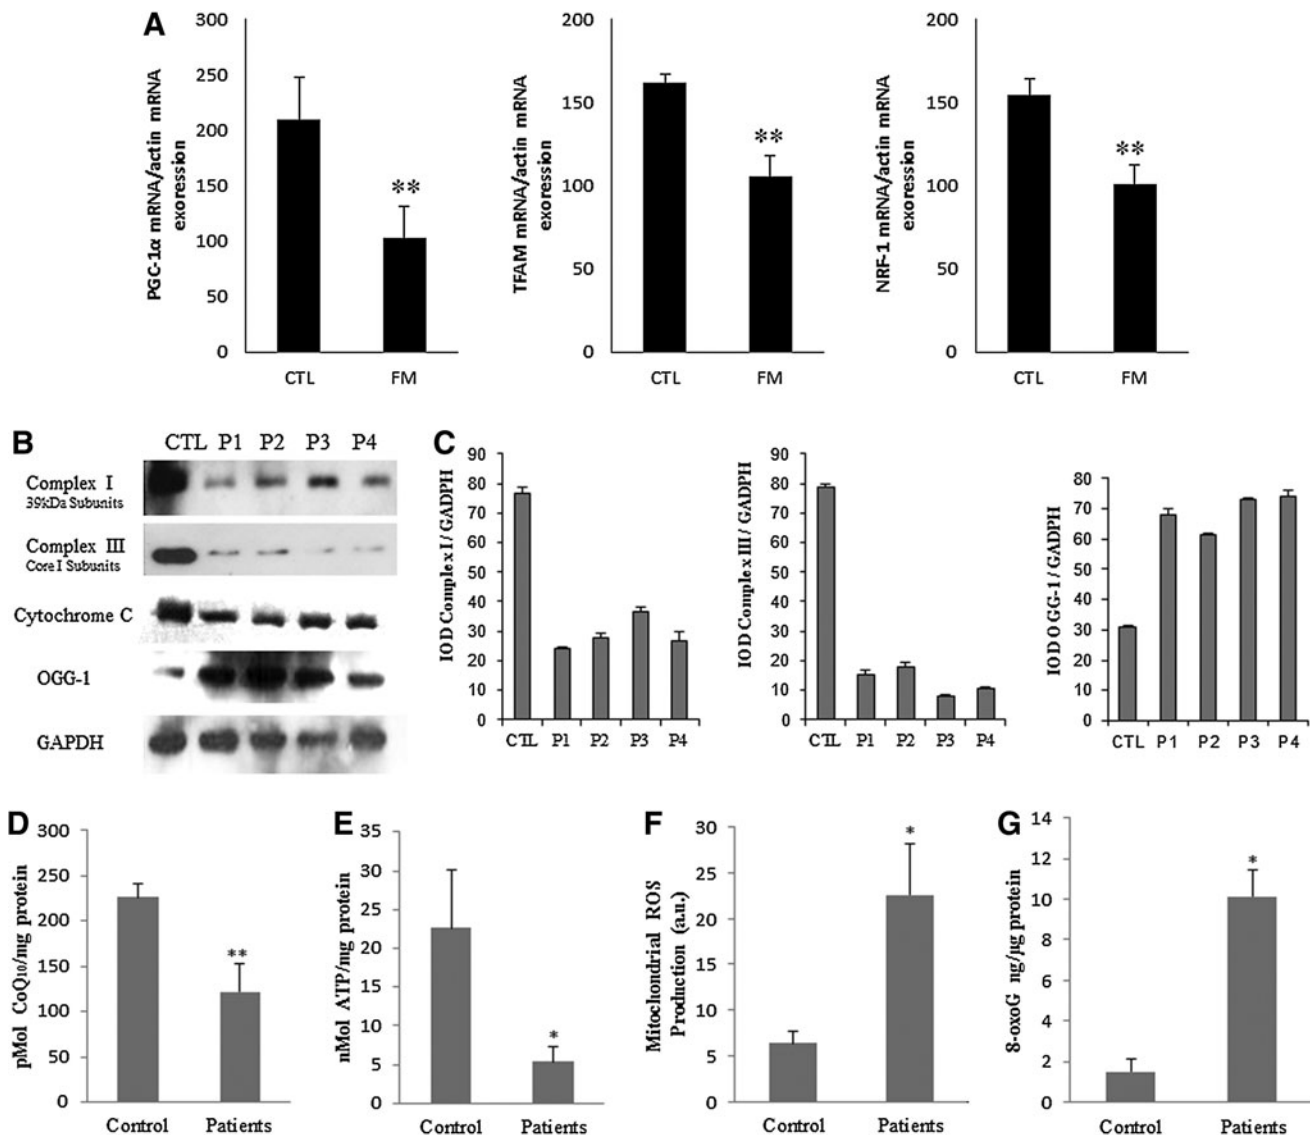 A
PGC-1α mRNA/actin mRNA
exoression
300
250
200
150
100
50
0
CTL
**
FM
TFAM mRNA/actin mRNA
exoression
200
150
100
50
0
CTL
**
FM
NRF-1 mRNA/actin mRNA
exoression
200
150
100
50
0
CTL
**
FM
B
CTL P1 P2 P3 P4
Complex I
39kDa Subunits
Complex III
Core I Subunits
Cytochrome C
OGG-1
GAPDH
C
IOD Complex I / GADPH
90
80
70
60
50
40
30
20
10
0
CTL P1 P2 P3 P4
IOD Complex III / GADPH
90
80
70
60
50
40
30
20
10
0
CTL P1 P2 P3 P4
IOD OGG-1 / GADPH
80
70
60
50
40
30
20
10
0
CTL P1 P2 P3 P4
D
pMol CoQ10/mg protein
300
250
200
150
100
50
0
**
Control Patients
E
nMol ATP/mg protein
35
30
25
20
15
10
5
0
*
Control Patients
F
Mitochondrial ROS
Production (a.u.)
30
25
20
15
10
5
0
*
Control Patients
G
8-oxoG ng/µg protein
14
12
10
8
6
4
2
0
*
Control Patients